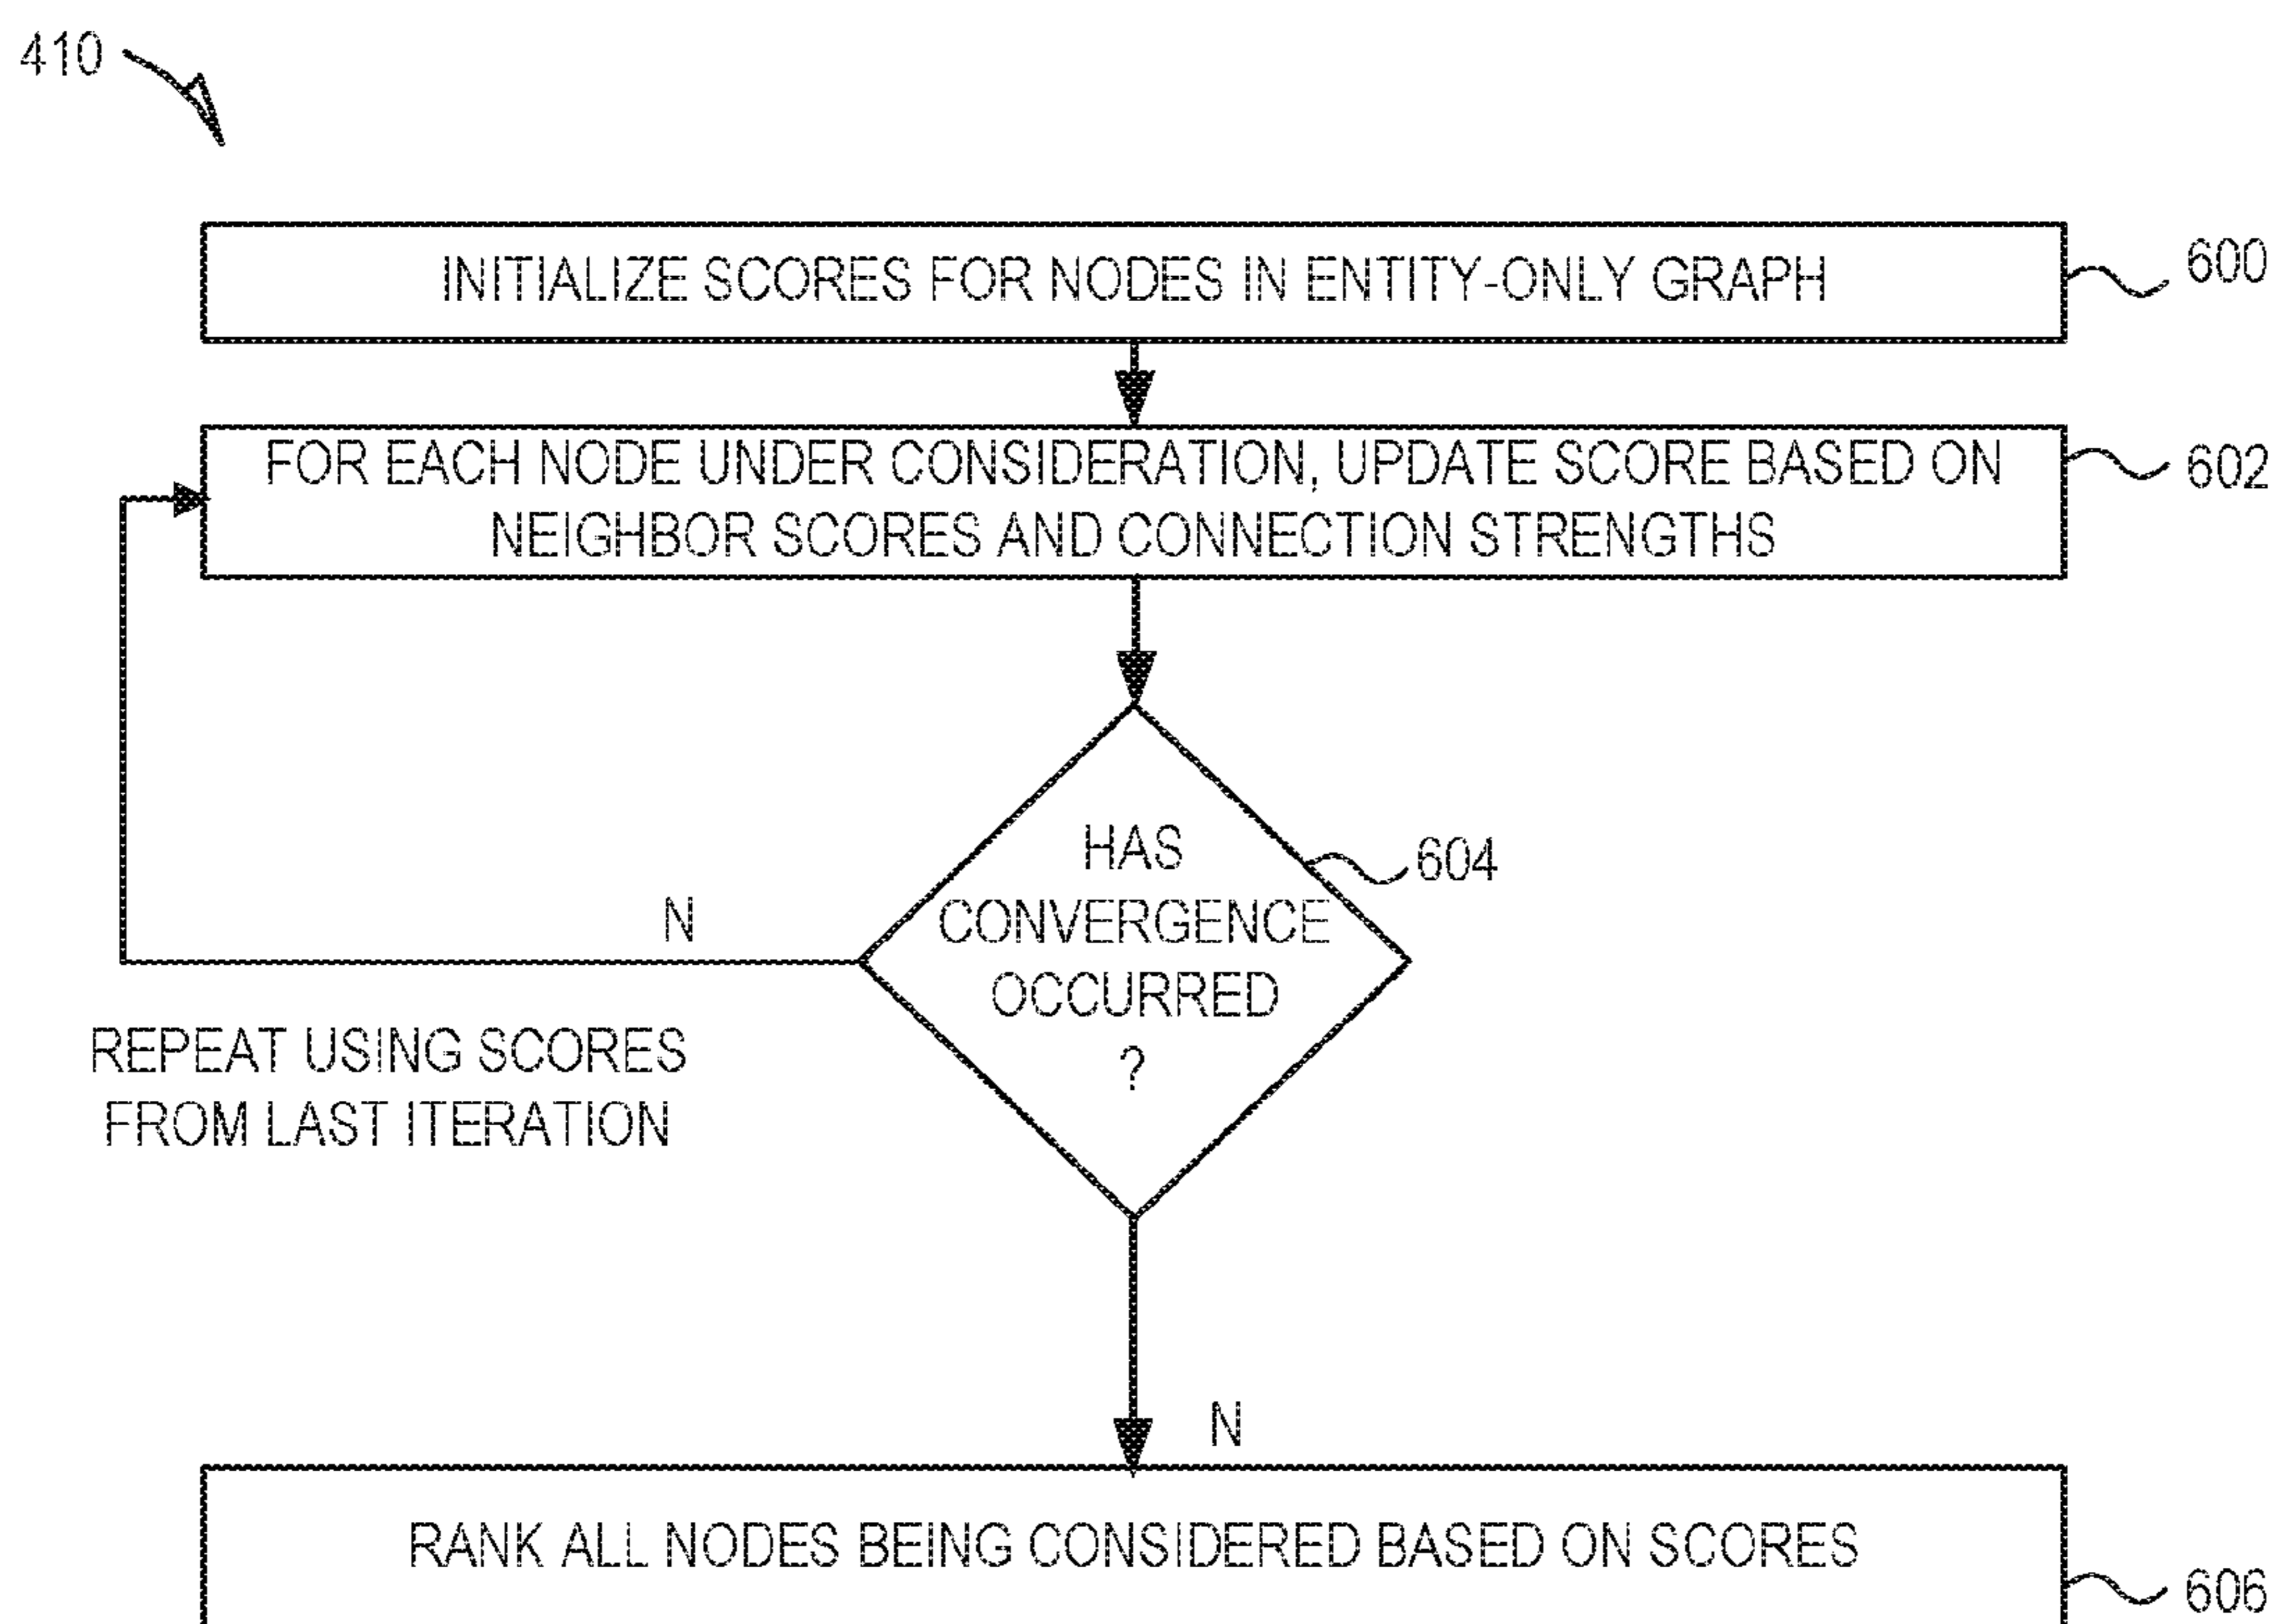 410
INITIALIZE SCORES FOR NODES IN ENTITY-ONLY GRAPH
600
FOR EACH NODE UNDER CONSIDERATION, UPDATE SCORE BASED ON
NEIGHBOR SCORES AND CONNECTION STRENGTHS
602
HAS
CONVERGENCE
OCCURRED
?
604
N
REPEAT USING SCORES
FROM LAST ITERATION
N
RANK ALL NODES BEING CONSIDERED BASED ON SCORES
606